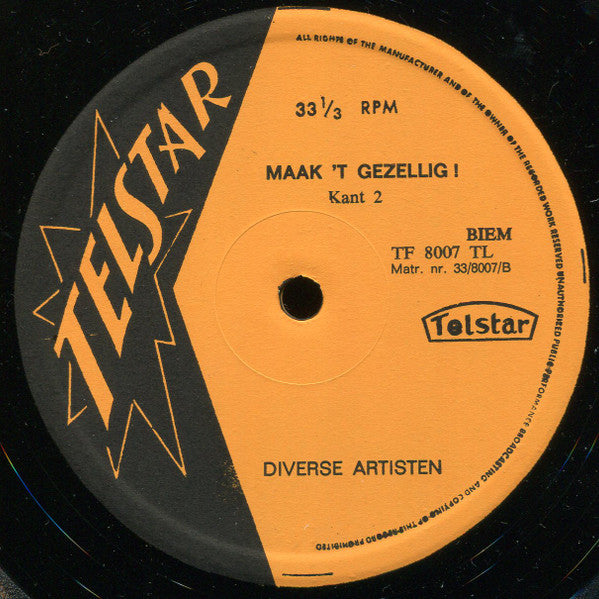 TELSTAR
ALL RIGHTS OF THE MANUFACTURER AND OF THE OWNER OF THE RECORDED WORK RESERVED UNAUTHORISED PUBLIC PERFORMANCE BROADCASTING AND COPYING OF THIS RECORD PROHIBITED
33 1/3 RPM
MAAK 'T GEZELLIG !
Kant 2
BIEM
TF 8007 TL
Matr. nr. 33/8007/B
Telstar
DIVERSE ARTISTEN